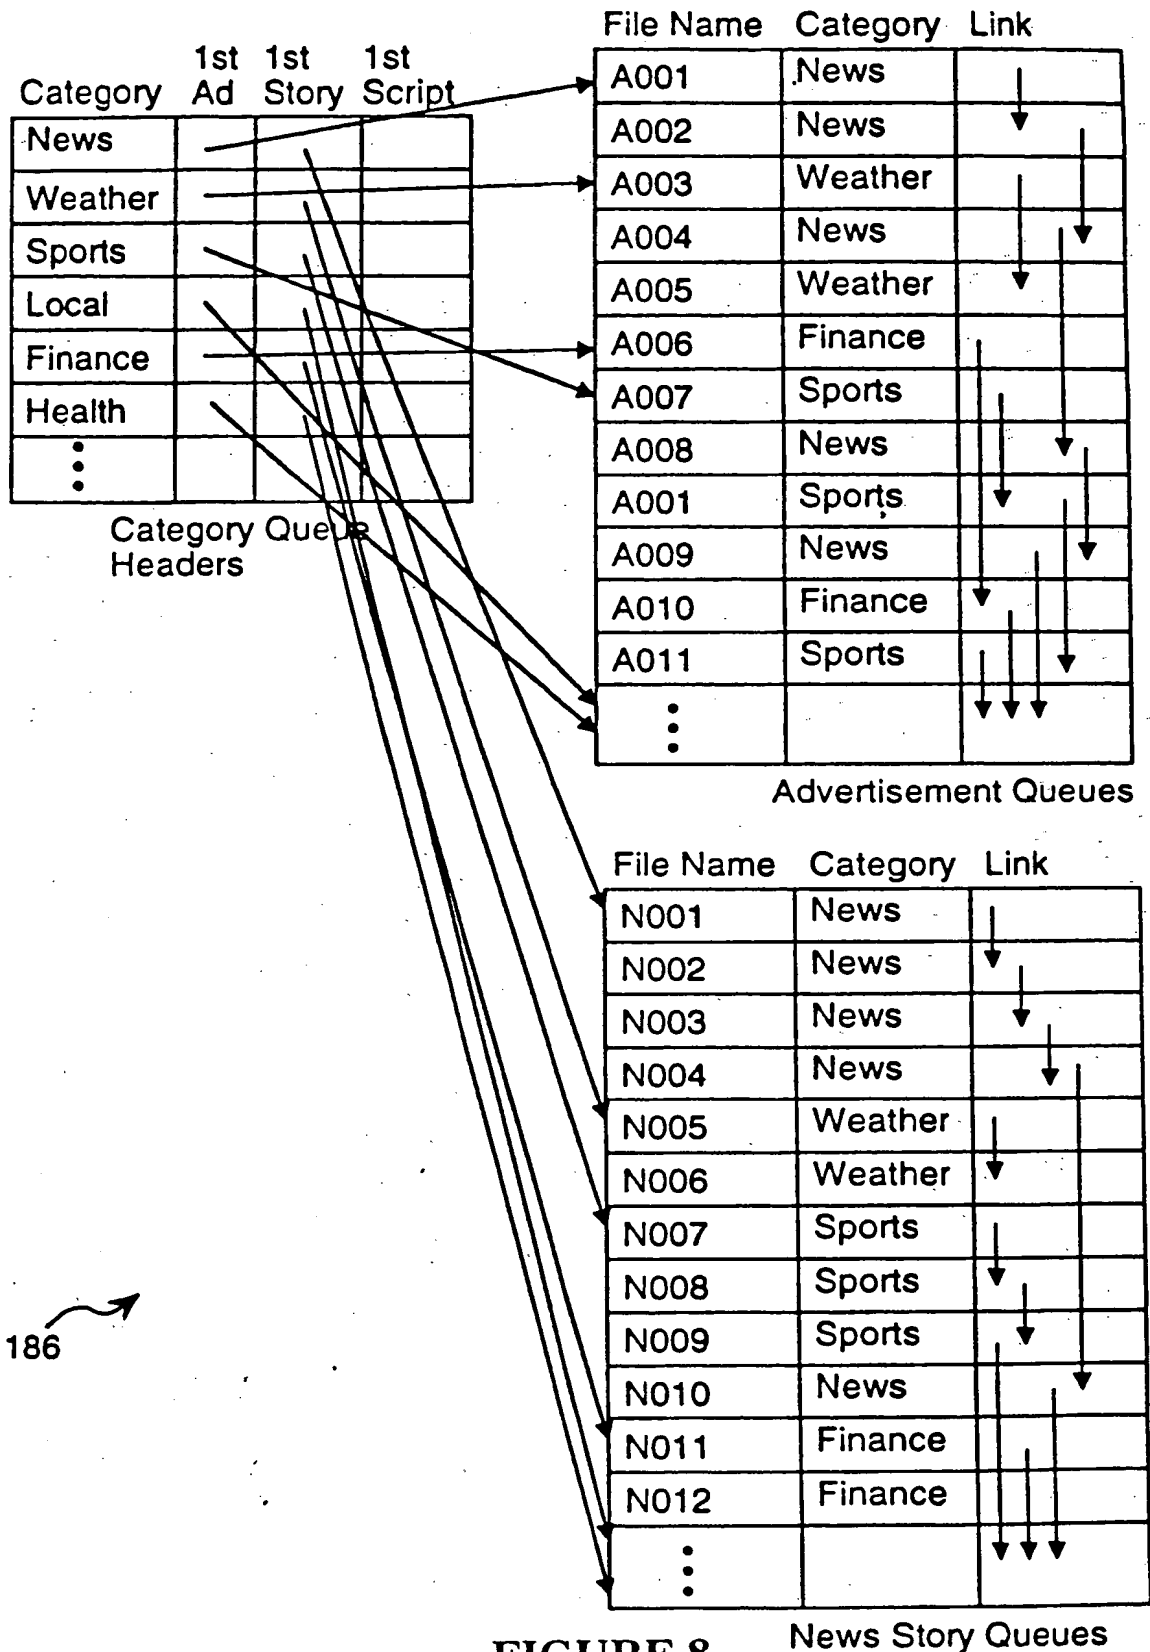 1st 1st 1st
Category Ad Story Script
News
Weather
Sports
Local
Finance
Health
Category Queue
Headers
File Name Category Link
A001 News
A002 News
A003 Weather
A004 News
A005 Weather
A006 Finance
A007 Sports
A008 News
A001 Sports
A009 News
A010 Finance
A011 Sports
Advertisement Queues
File Name Category Link
N001 News
N002 News
N003 News
N004 News
N005 Weather
N006 Weather
N007 Sports
N008 Sports
N009 Sports
N010 News
N011 Finance
N012 Finance
News Story Queues
186
FIGURE 8